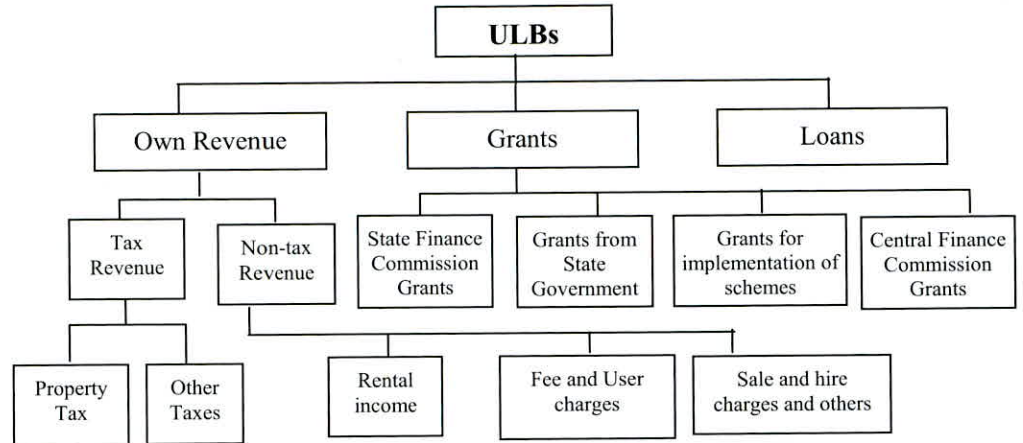 ULBs
Own Revenue
Grants
Loans
Tax
Revenue
Non-tax
Revenue
State Finance
Commission
Grants
Grants from
State
Government
Grants for
implementation of
schemes
Central Finance
Commission
Grants
Property
Tax
Other
Taxes
Rental
income
Fee and User
charges
Sale and hire
charges and others